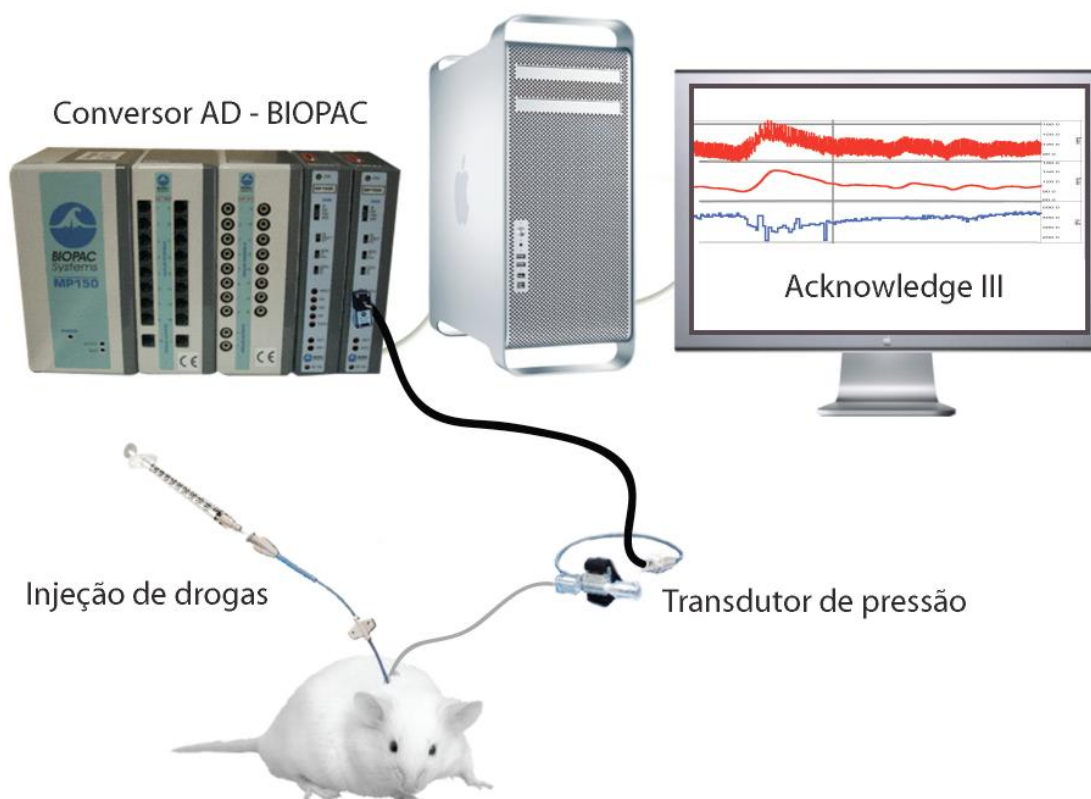 Conversor AD - BIOPAC
BIOPAC
Systems
MP150
Acknowledge III
Injeção de drogas
Transdutor de pressão